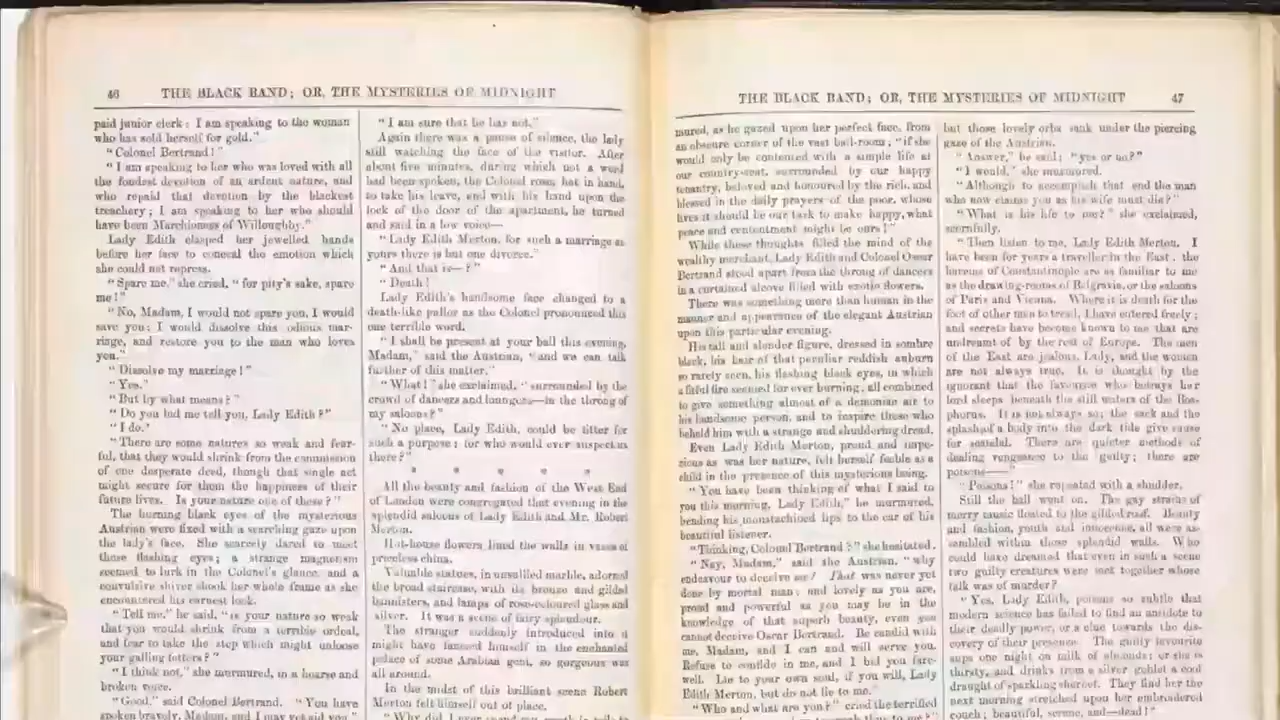 46
THE BLACK BAND; OR, THE MYSTERIES OF MIDNIGHT
paid junior clerk: I am speaking to the woman
who has sold herself for gold."
"Colonel Bertrand!"
"I am speaking to her who was loved with all
the fondest devotion of an ardent nature, and
who repaid that devotion by the blackest
treachery; I am speaking to her who should
have been Marchioness of Willoughby."
Lady Edith clasped her jewelled hands
before her face to conceal the emotion which
she could not repress.
"Spare me," she cried, "for pity's sake, spare
me!"
"No, Madam, I would not spare you, I would
save you; I would dissolve this odious mar-
riage, and restore you to the man who loves
you."
"Dissolve my marriage!"
"Yes."
"But by what means?"
"Do you bid me tell you, Lady Edith?"
"I do."
"There are some natures so weak and fear-
ful, that they would shrink from the commission
of one desperate deed, though that single act
might secure for them the happiness of their
future lives. Is your nature one of these?"
The burning black eyes of the mysterious
Austrian were fixed with a searching gaze upon
the lady's face. She scarcely dared to meet
those flashing eyes; a strange magnetism
seemed to lurk in the Colonel's glance, and a
convulsive shiver shook her whole frame as she
encountered his earnest look.
"Tell me," he said, "is your nature so weak
that you would shrink from a terrible ordeal,
and fear to take the step which might unloose
your galling fetters?"
"I think not," she murmured, in a hoarse and
broken voice.
"Good," said Colonel Bertrand. "You have
spoken bravely, Madam, and I may
"I am sure that he has not."
Again there was a pause of silence, the lady
still watching the face of the visitor. After
about five minutes, during which not a word
had been spoken, the Colonel rose, hat in hand,
to take his leave, and with his hand upon the
lock of the door of the apartment, he turned
and said in a low voice—
"Lady Edith Merton, for such a marriage as
yours there is but one divorce."
"And that is—?"
"Death!
Lady Edith's handsome face changed to a
death-like pallor as the Colonel pronounced this
one terrible word.
"I shall be present at your ball this evening,
Madam," said the Austrian, "and we can talk
further of this matter."
"What!" she exclaimed, "surrounded by the
crowd of dancers and loungers—in the throng of
my saloons?"
"No place, Lady Edith, could be fitter for
such a purpose; for who would ever suspect us
there?"
* * * * *
All the beauty and fashion of the West End
of London were congregated that evening in the
splendid saloons of Lady Edith and Mr. Robert
Merton.
Hot-house flowers lined the walls in vases of
priceless china.
Valuable statues, in unsullied marble, adorned
the broad staircase, with its bronze and gilded
bannisters, and lamps of rose-coloured glass and
silver. It was a scene of fairy splendour.
The stranger suddenly introduced into it
might have fancied himself in the enchanted
palace of some Arabian geni, so gorgeous was
all around.
In the midst of this brilliant scene Robert
Merton felt himself out of place.
THE BLACK BAND; OR, THE MYSTERIES OF MIDNIGHT
47
mured, as he gazed upon her perfect face, from
an obscure corner of the vast ball-room; "if she
would only be contented with a simple life at
our country-seat, surrounded by our happy
tenantry, beloved and honoured by the rich, and
blessed in the daily prayers of the poor, whose
lives it should be our task to make happy, what
peace and contentment might be ours!"
While these thoughts filled the mind of the
wealthy merchant, Lady Edith and Colonel Oscar
Bertrand stood apart from the throng of dancers
in a curtained alcove filled with exotic flowers.
There was something more than human in the
manner and appearance of the elegant Austrian
upon this particular evening.
His tall and slender figure, dressed in sombre
black, his hair of that peculiar reddish auburn
so rarely seen, his flashing black eyes, in which
a fitful fire seemed for ever burning, all combined
to give something almost of a demoniac air to
his handsome person, and to inspire those who
beheld him with a strange and shuddering dread.
Even Lady Edith Merton, proud and impe-
rious as was her nature, felt herself feeble as a
child in the presence of this mysterious being.
"You have been thinking of what I said to
you this morning, Lady Edith," he murmured,
bending his moustachioed lips to the ear of his
beautiful listener.
"Thinking, Colonel Bertrand?" she hesitated.
"Nay, Madam," said the Austrian, "why
endeavour to deceive me? That was never yet
done by mortal man; and lovely as you are,
proud and powerful as you may be in the
knowledge of that superb beauty, even you
cannot deceive Oscar Bertrand. Be candid with
me, Madam, and I can and will serve you.
Refuse to confide in me, and I bid you fare-
well. Lie to your own soul, if you will, Lady
Edith Merton, but do not lie to me."
"Who and what are you?" cried the terrified
but those lovely orbs sunk under the piercing
gaze of the Austrian.
"Answer," he said; "yes or no?"
"I would," she murmured.
"Although to accomplish that end the man
who now claims you as his wife must die?"
"What is his life to me?" she exclaimed,
scornfully.
"Then listen to me, Lady Edith Merton. I
have been for years a traveller in the East, the
harems of Constantinople are as familiar to me
as the drawing-rooms of Belgravia, or the saloons
of Paris and Vienna. Where it is death for the
foot of other man to tread, I have entered freely;
and secrets have become known to me that are
undreamt of by the rest of Europe. The men
of the East are jealous, Lady, and the women
are not always true. It is thought by the
ignorant that the favourite who betrays her
lord sleeps beneath the still waters of the Bos-
phorus. It is not always so; the sack and the
splash of a body into the dark tide give cause
for scandal. There are quieter methods of
dealing vengeance to the guilty; there are
poisons——"
"Poisons!" she repeated with a shudder.
Still the ball went on. The gay strains of
merry music floated to the gilded roof. Beauty
and fashion, youth and innocence, all were as-
sembled within those splendid walls. Who
could have dreamed that even in such a scene
two guilty creatures were met together whose
talk was of murder?
"Yes, Lady Edith, poisons so subtle that
modern science has failed to find an antidote to
their deadly power, or a clue towards the dis-
covery of their presence. The guilty favourite
sups one night on milk of almonds; or she is
thirsty, and drinks from a silver goblet a cool
draught of sparkling sherbet. They find her the
next morning stretched upon her embroidered
couch; beautiful, serene, and—dead!"